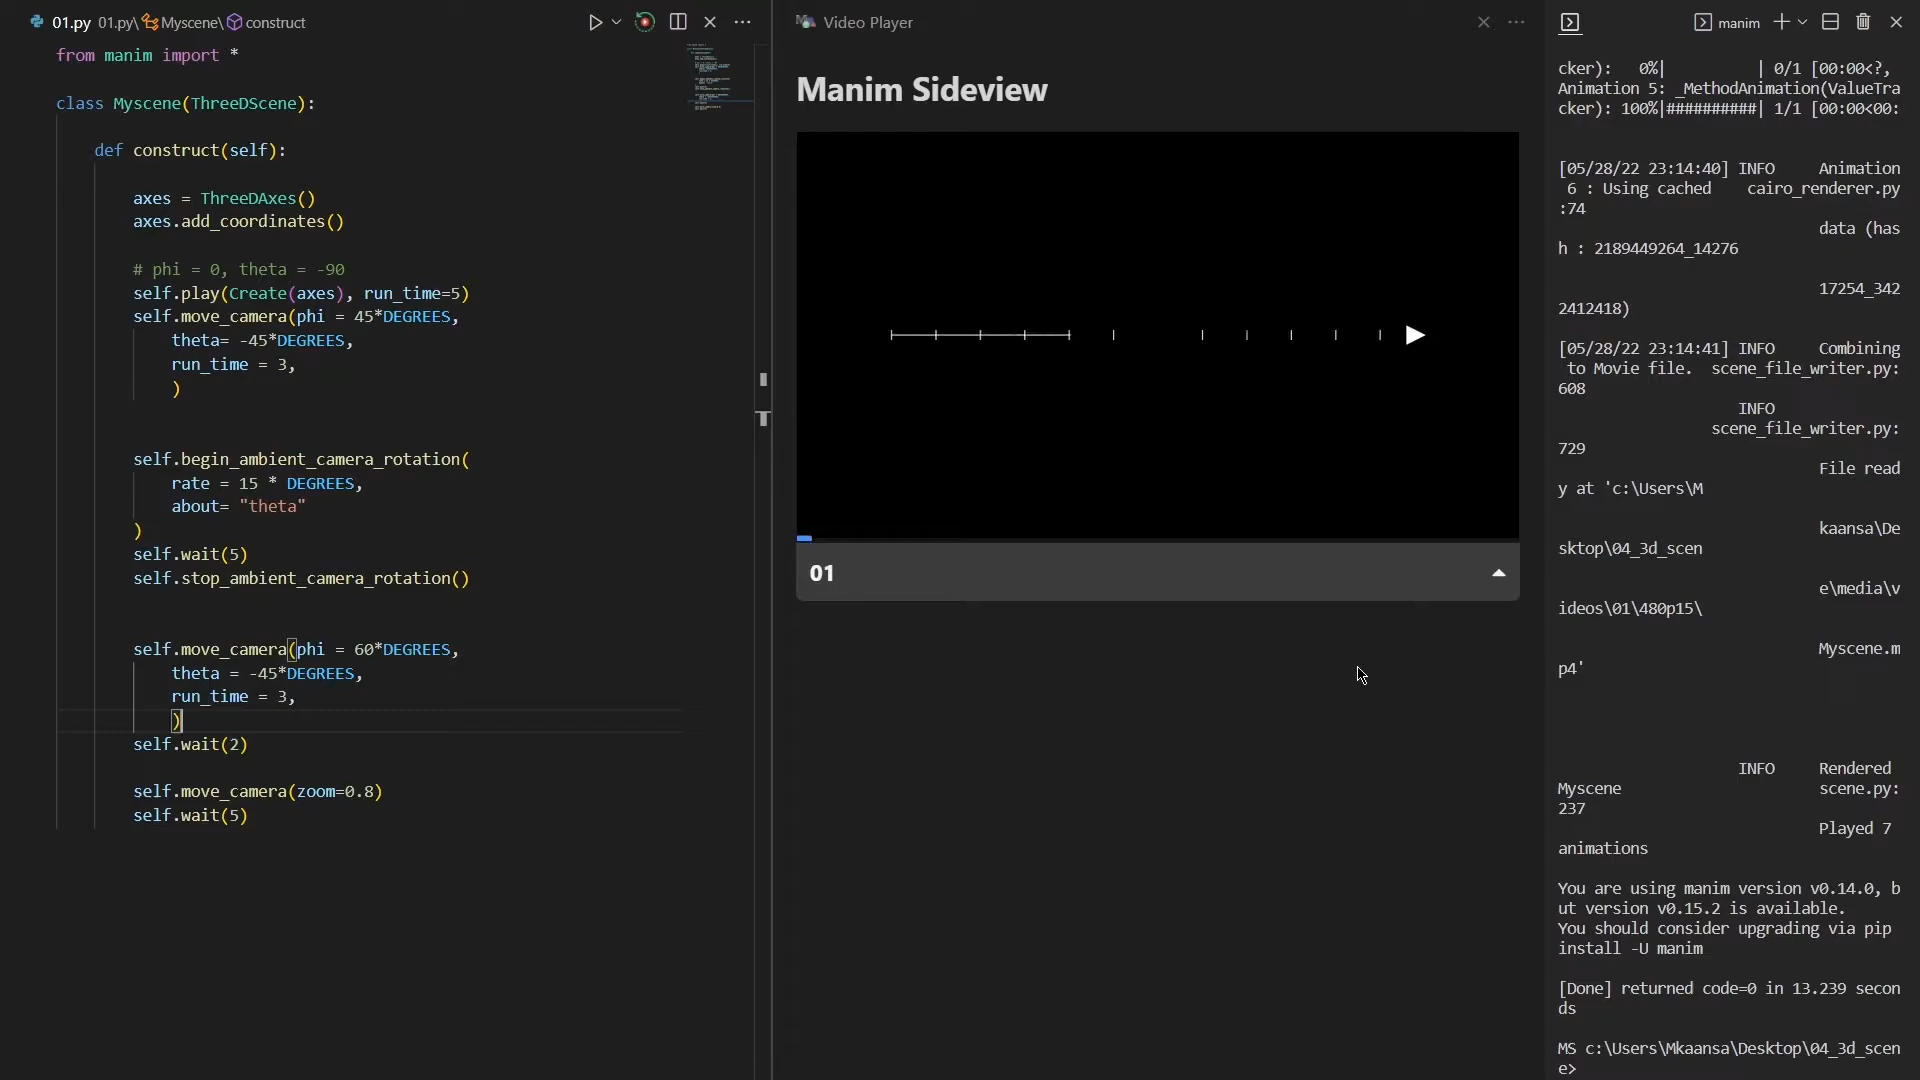 01.py 01.py\Myscene\construct
from manim import *
class Myscene(ThreeDScene):
def construct(self):
axes = ThreeDAxes()
axes.add_coordinates()
# phi = 0, theta = -90
self.play(Create(axes), run_time=5)
self.move_camera(phi = 45*DEGREES,
theta= -45*DEGREES,
run_time = 3,
)
self.begin_ambient_camera_rotation(
rate = 15 * DEGREES,
about= "theta"
)
self.wait(5)
self.stop_ambient_camera_rotation()
self.move_camera(phi = 60*DEGREES,
theta = -45*DEGREES,
run_time = 3,
)
self.wait(2)
self.move_camera(zoom=0.8)
self.wait(5)
Video Player
Manim Sideview
01
manim
cker):   0%|          | 0/1 [00:00<?,
Animation 5: _MethodAnimation(ValueTra
cker): 100%|##########| 1/1 [00:00<00:
[05/28/22 23:14:40] INFO     Animation
6 : Using cached    cairo_renderer.py
:74
data (has
h : 2189449264_14276
17254_342
2412418)
[05/28/22 23:14:41] INFO     Combining
to Movie file.  scene_file_writer.py:
608
INFO
scene_file_writer.py:
729
File read
y at 'c:\Users\M
kaansa\De
sktop\04_3d_scen
e\media\v
ideos\01\480p15\
Myscene.m
p4'
INFO     Rendered
Myscene                   scene.py:
237
Played 7
animations
You are using manim version v0.14.0, b
ut version v0.15.2 is available.
You should consider upgrading via pip
install -U manim
[Done] returned code=0 in 13.239 secon
ds
MS c:\Users\Mkaansa\Desktop\04_3d_scen
e>